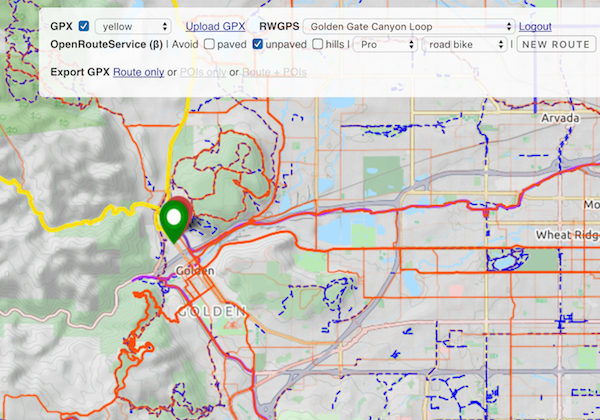 GPX yellow Upload GPX RWGPS Golden Gate Canyon Loop Logout
OpenRouteService (β) | Avoid paved unpaved hills | Pro road bike | NEW ROUTE
Export GPX Route only or POIs only or Route + POIs
Arvada
Mo
Wheat Ridg
Golden
GOLDEN